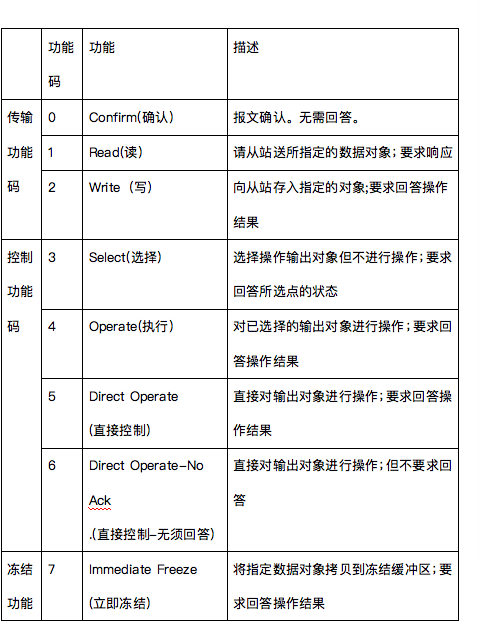 功能
码
功能
描述
传输
功能
码
0
Confirm(确认)
报文确认。无需回答。
1
Read(读)
请从站送所指定的数据对象；要求响应
2
Write（写）
向从站存入指定的对象;要求回答操作
结果
控制
功能
码
3
Select(选择)
选择操作输出对象但不进行操作；要求
回答所选点的状态
4
Operate(执行)
对已选择的输出对象进行操作；要求回
答操作结果
5
Direct Operate
(直接控制)
直接对输出对象进行操作；要求回答操
作结果
6
Direct Operate-No
Ack
.(直接控制-无须回答)
直接对输出对象进行操作；但不要求回
答
冻结
功能
7
Immediate Freeze
(立即冻结)
将指定数据对象拷贝到冻结缓冲区；要
求回答操作结果